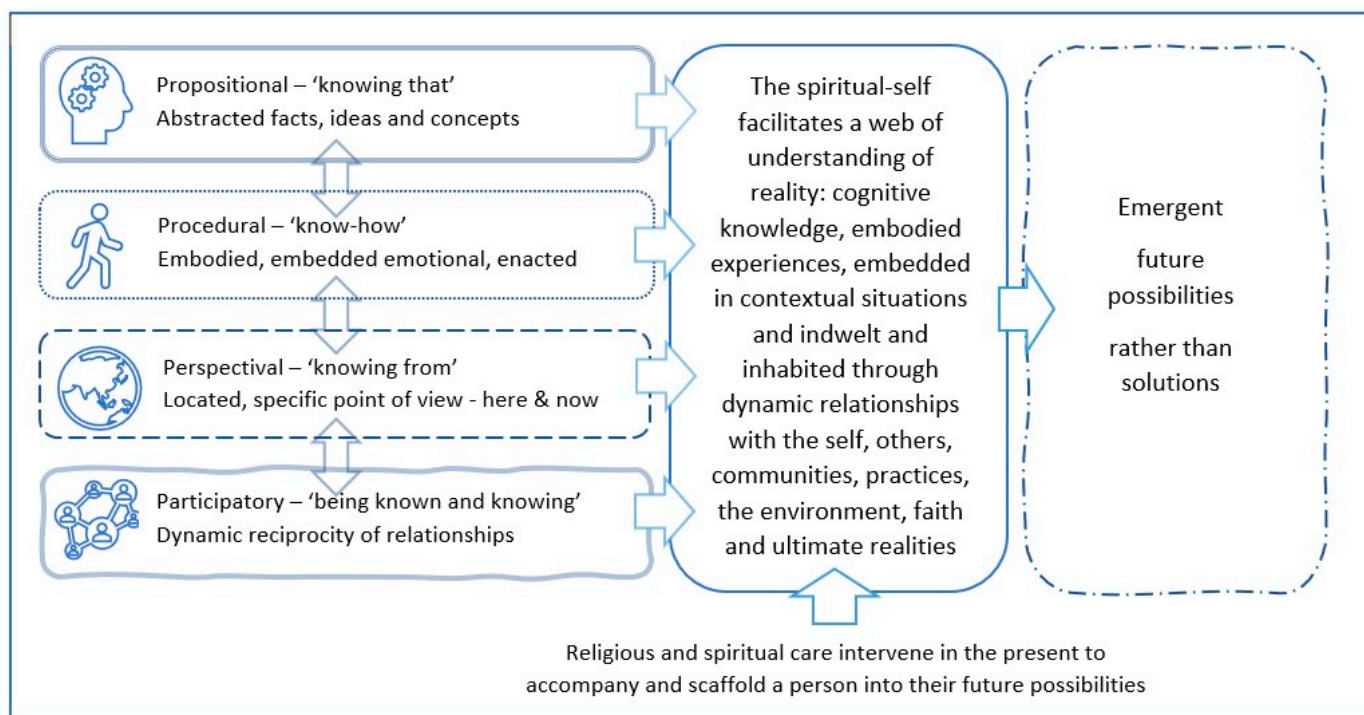 Propositional – ‘knowing that’
Abstracted facts, ideas and concepts
Procedural – ‘know-how’
Embodied, embedded emotional, enacted
Perspectival – ‘knowing from’
Located, specific point of view - here & now
Participatory – ‘being known and knowing’
Dynamic reciprocity of relationships
The spiritual-self
facilitates a web of
understanding of
reality: cognitive
knowledge, embodied
experiences, embedded
in contextual situations
and indwelt and
inhabited through
dynamic relationships
with the self, others,
communities, practices,
the environment, faith
and ultimate realities
Emergent
future
possibilities
rather than
solutions
Religious and spiritual care intervene in the present to
accompany and scaffold a person into their future possibilities